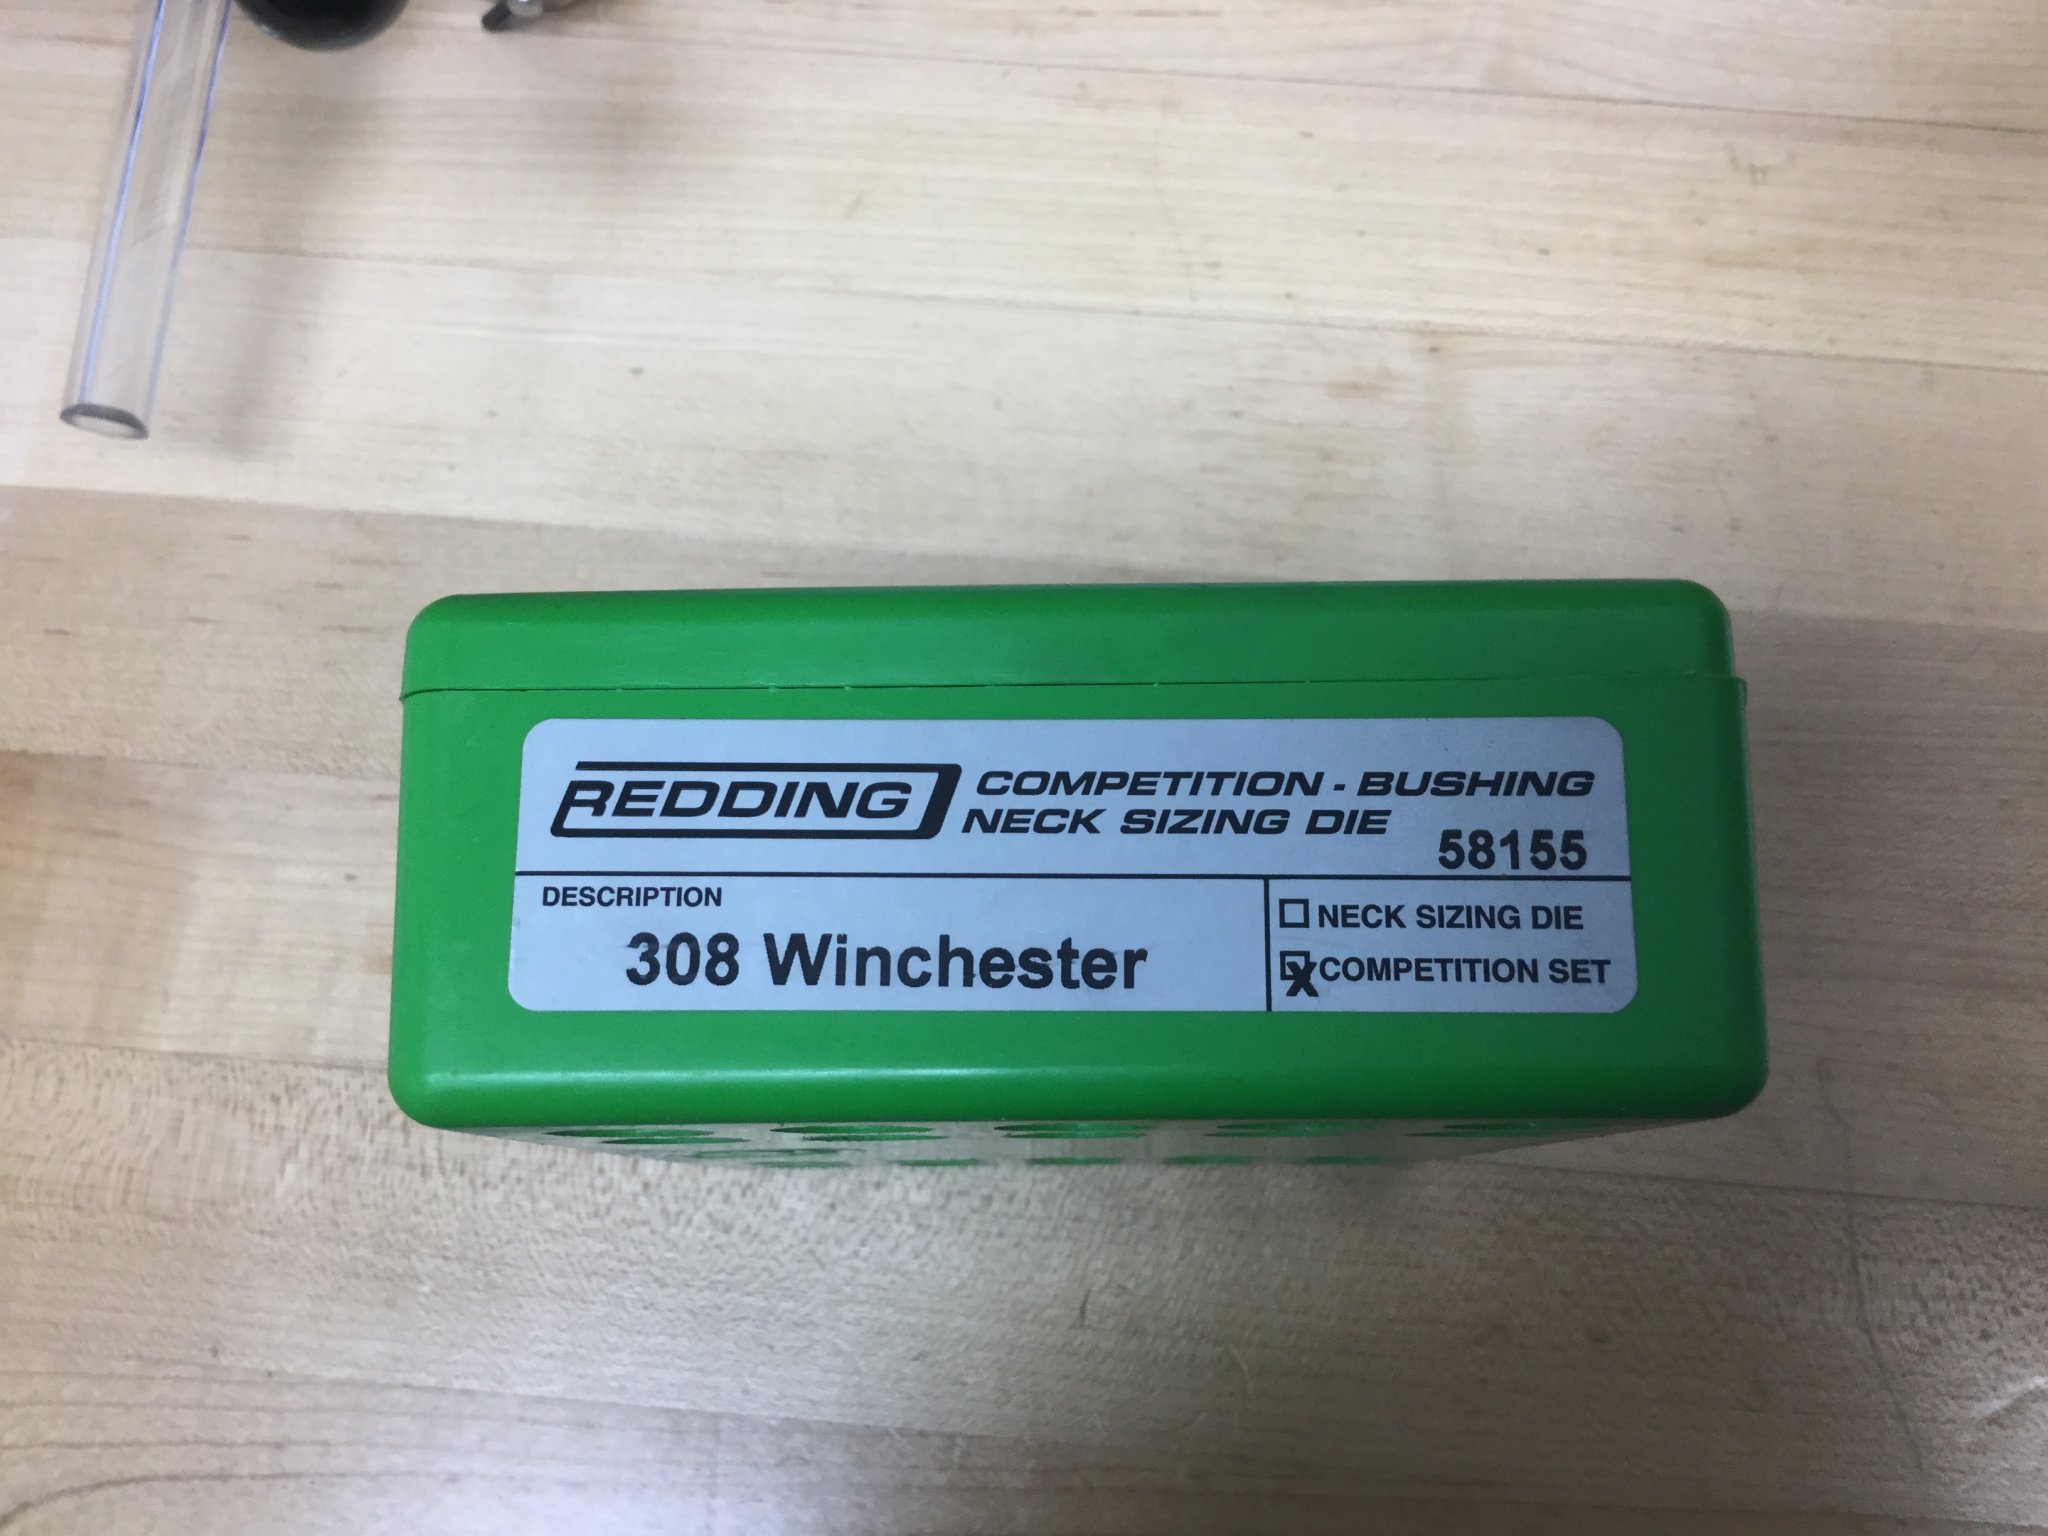 REDDING COMPETITION - BUSHING
NECK SIZING DIE
58155
DESCRIPTION
308 Winchester
NECK SIZING DIE
X COMPETITION SET